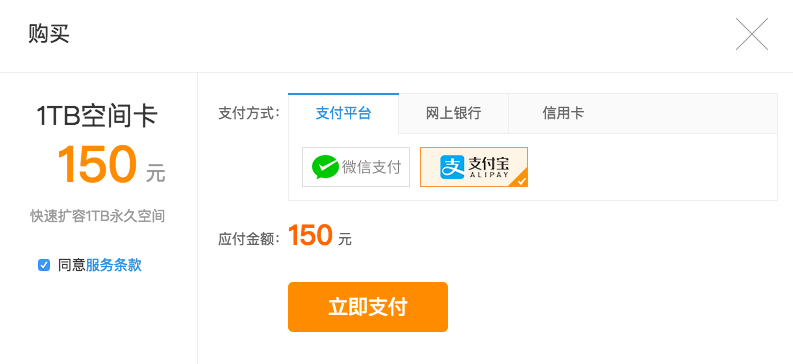 购买
1TB空间卡
150 元
快速扩容1TB永久空间
同意服务条款
支付方式： 支付平台 网上银行 信用卡
微信支付 支付宝
ALIPAY
应付金额： 150 元
立即支付